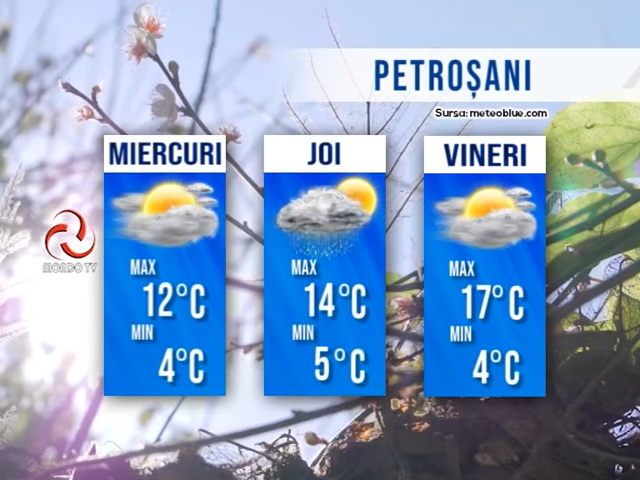 PETROȘANI
Sursa: meteoblue.com
MIERCURI
MAX
12°C
MIN
4°C
JOI
MAX
14°C
MIN
5°C
VINERI
MAX
17°C
MIN
4°C
MONDO TV